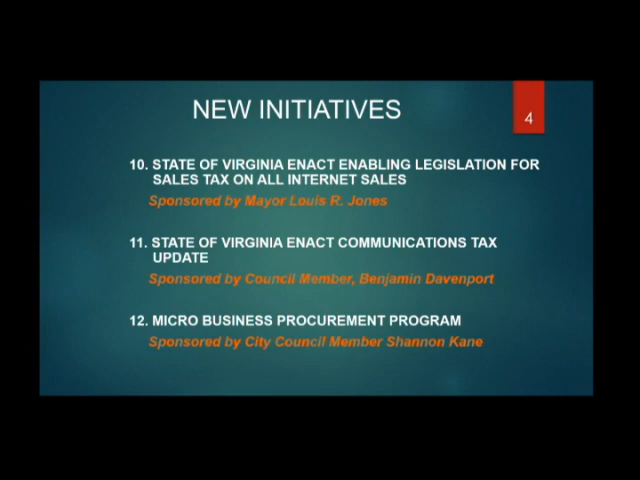 NEW INITIATIVES
4
10. STATE OF VIRGINIA ENACT ENABLING LEGISLATION FOR
SALES TAX ON ALL INTERNET SALES
Sponsored by Mayor Louis R. Jones
11. STATE OF VIRGINIA ENACT COMMUNICATIONS TAX
UPDATE
Sponsored by Council Member, Benjamin Davenport
12. MICRO BUSINESS PROCUREMENT PROGRAM
Sponsored by City Council Member Shannon Kane